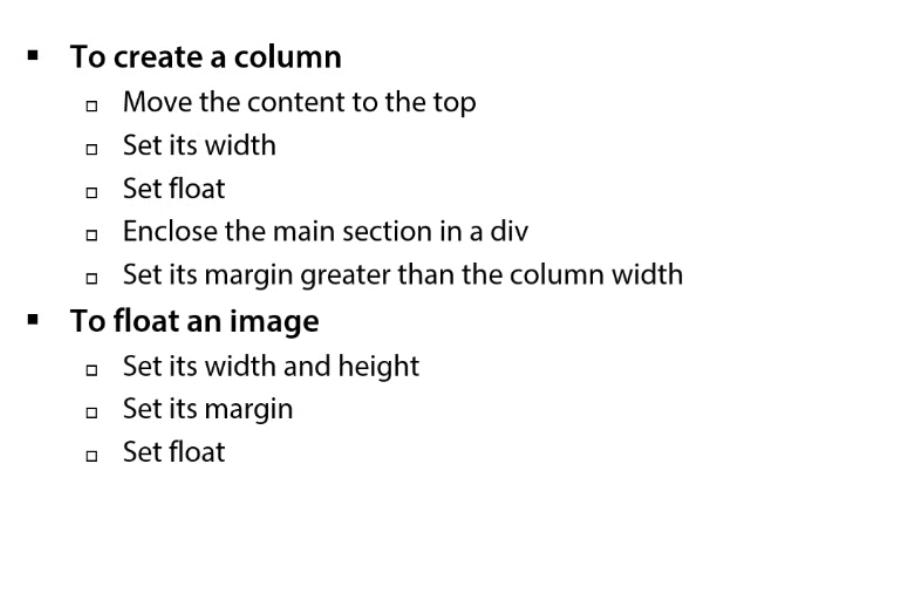 To create a column
Move the content to the top
Set its width
Set float
Enclose the main section in a div
Set its margin greater than the column width
To float an image
Set its width and height
Set its margin
Set float